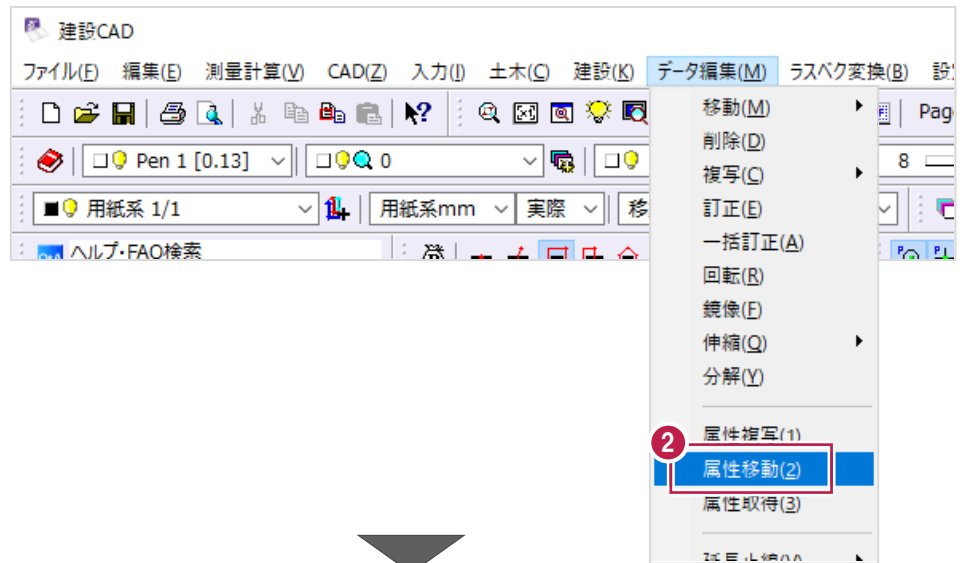 建設CAD
ファイル(F) 編集(E) 測量計算(V) CAD(Z) 入力(I) 土木(C) 建設(K) データ編集(M) ラスベク変換(B)
Pag
Pen 1 [0.13] 0 8
用紙系 1/1 用紙系mm 実際 移
ヘルプ・FAQ検索
移動(M)
削除(D)
複写(C)
訂正(E)
一括訂正(A)
回転(R)
鏡像(F)
伸縮(Q)
分解(Y)
属性複写(1)
2
属性移動(2)
属性取得(3)